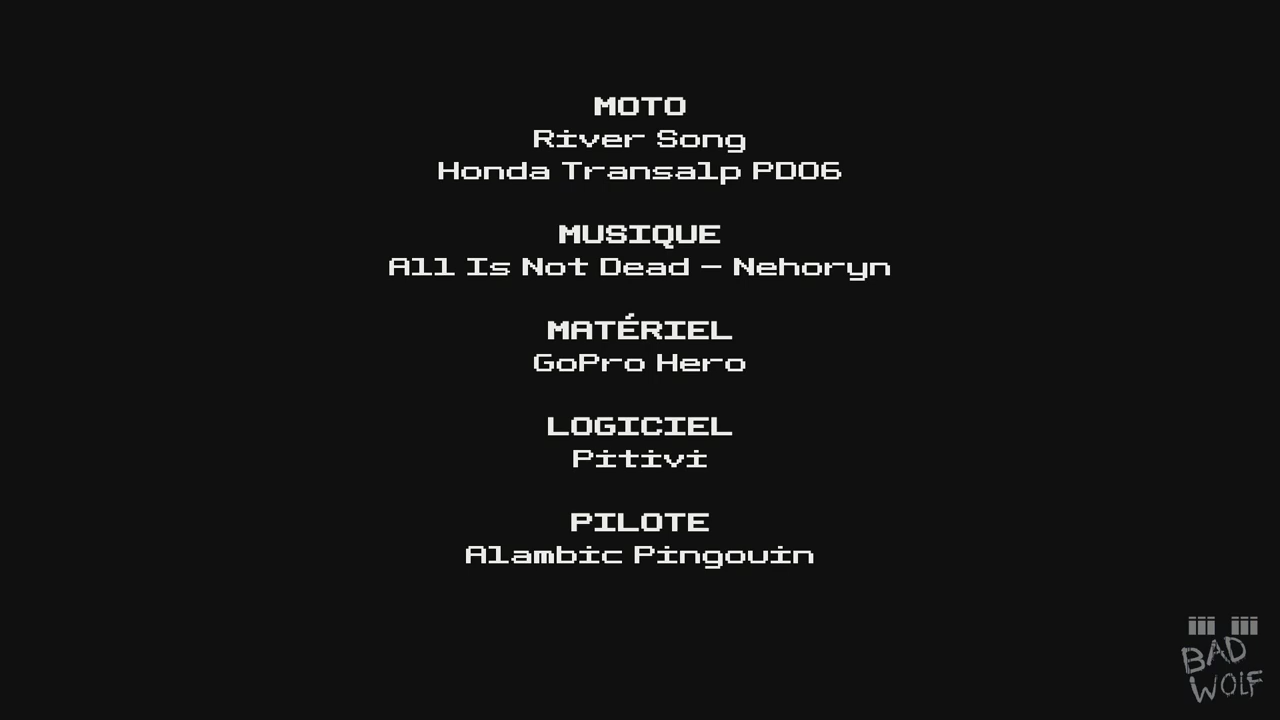 MOTO
River Song
Honda Transalp PD06
MUSIQUE
All Is Not Dead – Nehoryn
MATÉRIEL
GoPro Hero
LOGICIEL
Pitivi
PILOTE
Alambic Pingouin
BAD
WOLF